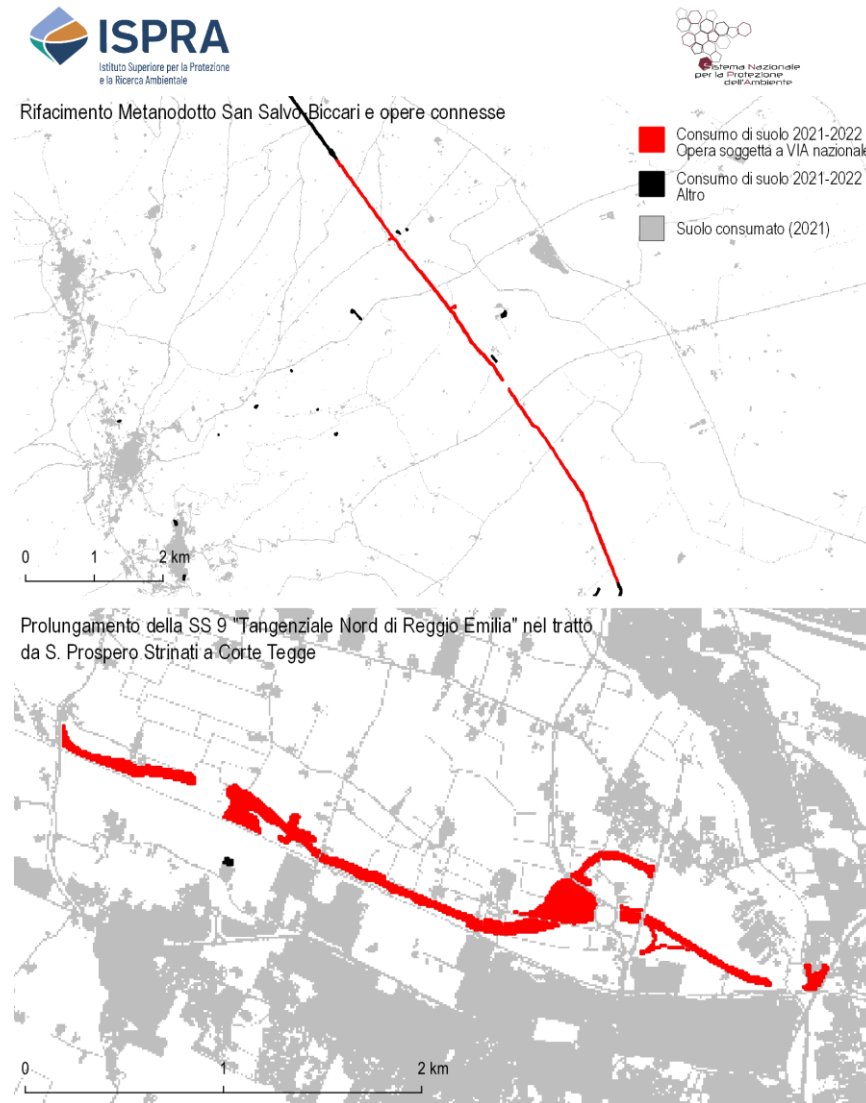 ISPRA
Istituto Superiore per la Protezione
e la Ricerca Ambientale
Sistema Nazionale
per la Protezione
dell'Ambiente
Rifacimento Metanodotto San Salvo-Biccari e opere connesse
Consumo di suolo 2021-2022
Opera soggetta a VIA nazionale
Consumo di suolo 2021-2022
Altro
Suolo consumato (2021)
0 1 2 km
Prolungamento della SS 9 "Tangenziale Nord di Reggio Emilia" nel tratto
da S. Prospero Strinati a Corte Tegge
0 1 2 km